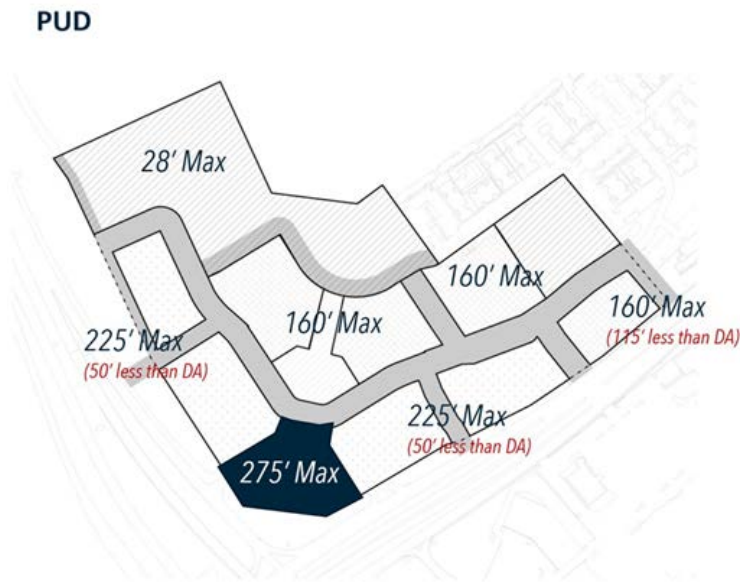 PUD
28' Max
160' Max
160' Max
160' Max
(115' less than DA)
225' Max
(50' less than DA)
225' Max
(50' less than DA)
275' Max